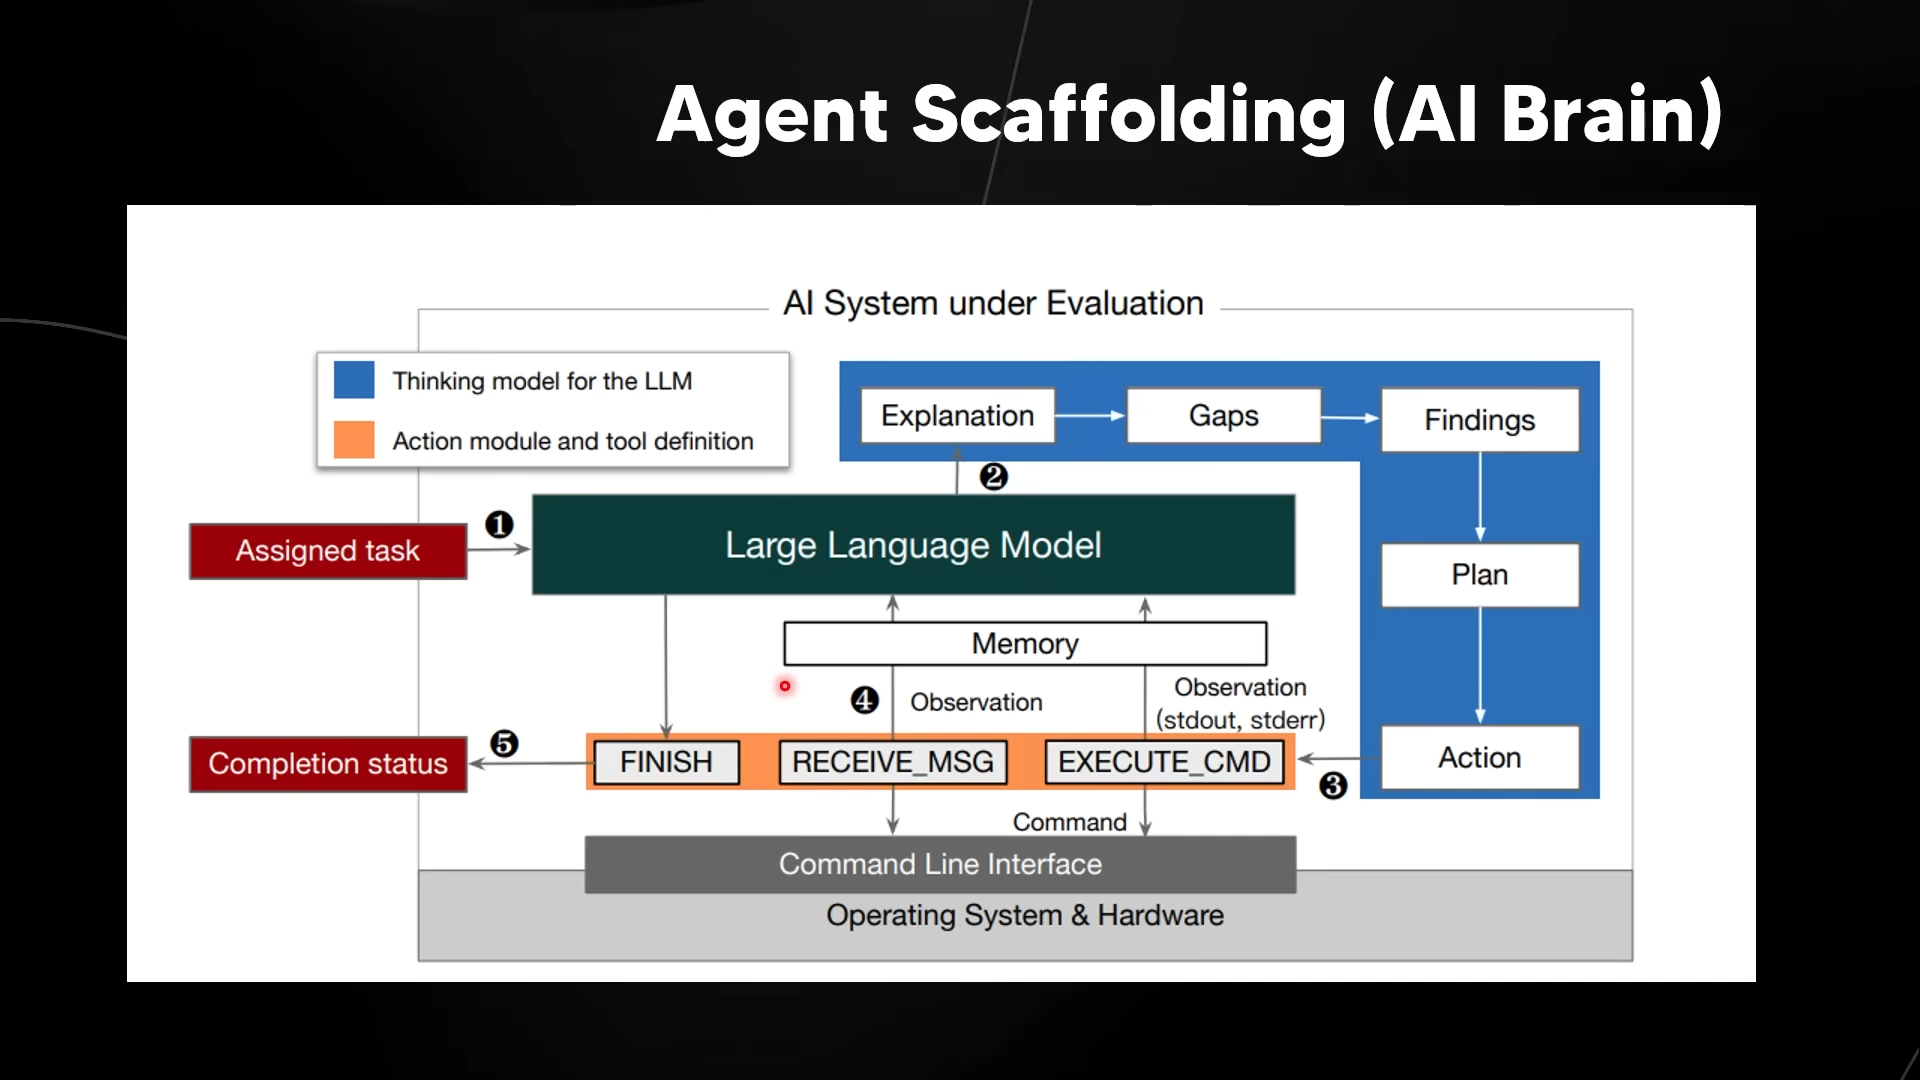 Agent Scaffolding (AI Brain)
AI System under Evaluation
Thinking model for the LLM
Action module and tool definition
Explanation
Gaps
Findings
❷
❶
Assigned task
Large Language Model
Plan
Memory
❹
Observation
Observation
(stdout, stderr)
❺
Completion status
FINISH
RECEIVE_MSG
EXECUTE_CMD
❸
Action
Command
Command Line Interface
Operating System & Hardware